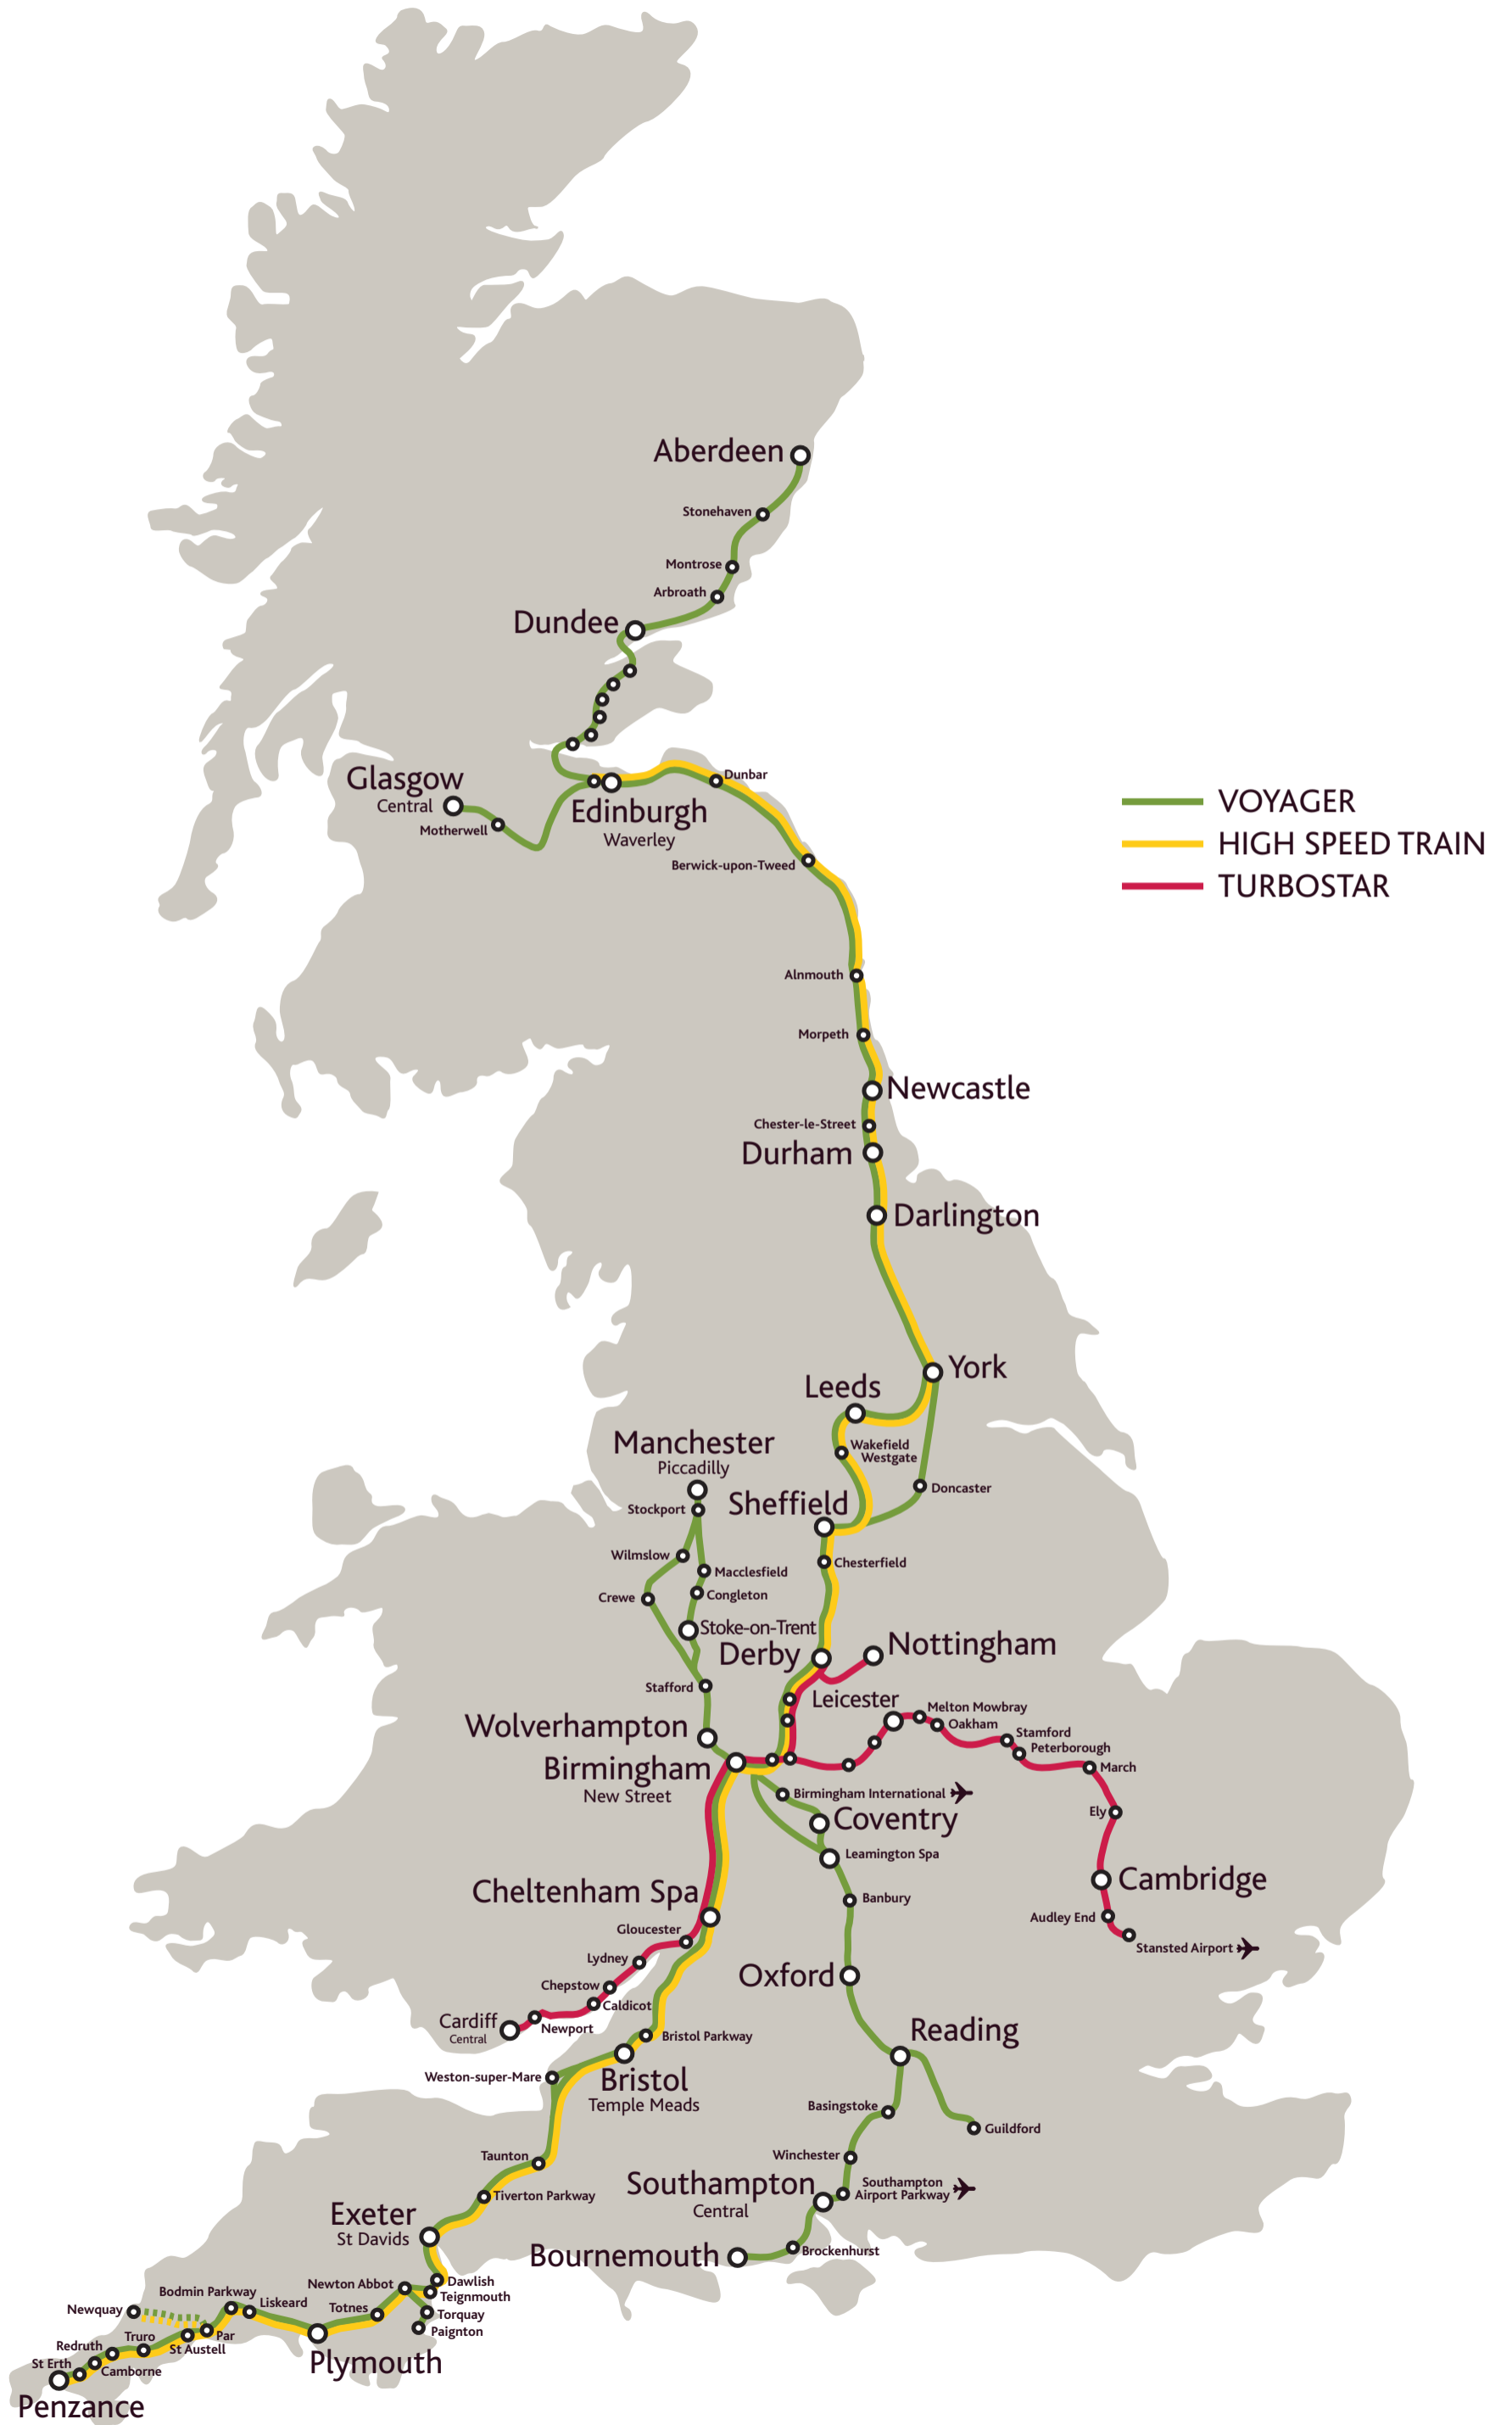 Aberdeen
Stonehaven
Montrose
Arbroath
Dundee
Glasgow
Central
Motherwell
Edinburgh
Waverley
Dunbar
Berwick-upon-Tweed
VOYAGER
HIGH SPEED TRAIN
TURBOSTAR
Alnmouth
Morpeth
Newcastle
Chester-le-Street
Durham
Darlington
York
Leeds
Wakefield
Westgate
Manchester
Piccadilly
Doncaster
Sheffield
Stockport
Wilmslow
Chesterfield
Macclesfield
Crewe
Congleton
Stoke-on-Trent
Derby
Nottingham
Stafford
Leicester
Melton Mowbray
Oakham
Wolverhampton
Stamford
Peterborough
Birmingham
New Street
March
Birmingham International
Ely
Coventry
Leamington Spa
Cheltenham Spa
Banbury
Cambridge
Audley End
Stansted Airport
Gloucester
Lydney
Oxford
Chepstow
Caldicot
Cardiff
Central
Newport
Bristol Parkway
Reading
Weston-super-Mare
Bristol
Temple Meads
Basingstoke
Guildford
Taunton
Winchester
Tiverton Parkway
Southampton
Central
Southampton
Airport Parkway
Exeter
St Davids
Bournemouth
Brockenhurst
Newton Abbot
Dawlish
Teignmouth
Bodmin Parkway
Liskeard
Totnes
Torquay
Newquay
Paignton
Truro
Par
Redruth
St Austell
St Erth
Camborne
Plymouth
Penzance